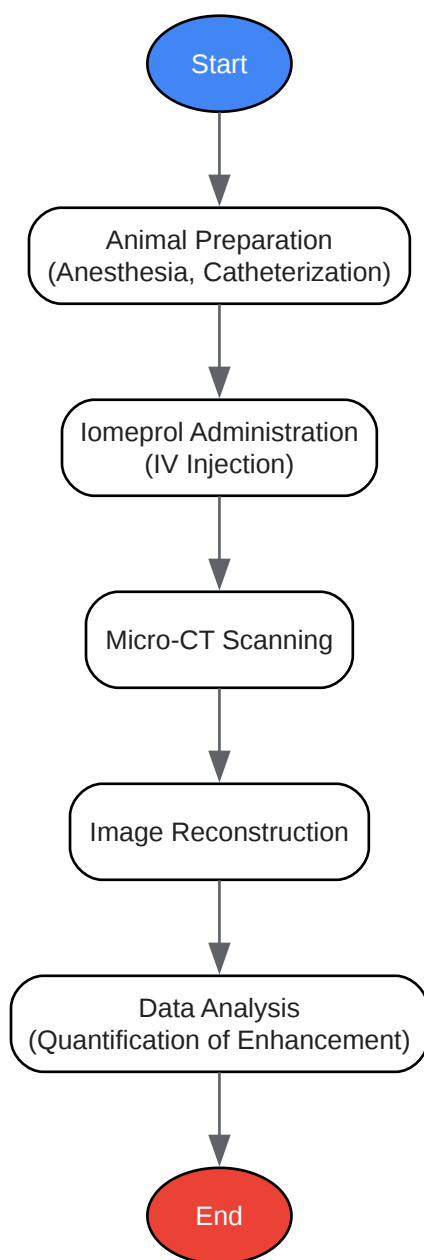 Start
Animal Preparation
(Anesthesia, Catheterization)
Iomeprol Administration
(IV Injection)
Micro-CT Scanning
Image Reconstruction
Data Analysis
(Quantification of Enhancement)
End